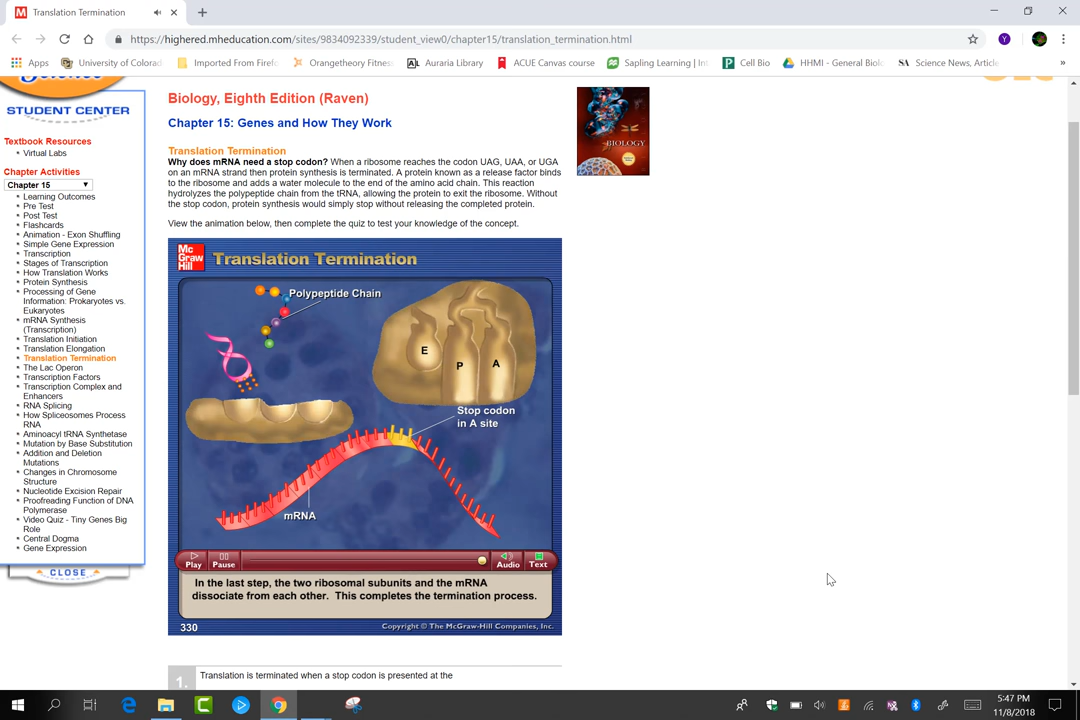 Translation Termination
https://highered.mheducation.com/sites/9834092339/student_view0/chapter15/translation_termination.html
Y
Apps
University of Colorad
Imported From Firefo
Orangetheory Fitness
Auraria Library
ACUE Canvas course
Sapling Learning | Int
Cell Bio
HHMI - General Biolo
SA Science News, Article
»
STUDENT CENTER
Textbook Resources
Virtual Labs
Chapter Activities
Chapter 15
Learning Outcomes
Pre Test
Post Test
Flashcards
Animation - Exon Shuffling
Simple Gene Expression
Transcription
Stages of Transcription
How Translation Works
Protein Synthesis
Processing of Gene
Information: Prokaryotes vs.
Eukaryotes
mRNA Synthesis
(Transcription)
Translation Initiation
Translation Elongation
Translation Termination
The Lac Operon
Transcription Factors
Transcription Complex and
Enhancers
RNA Splicing
How Spliceosomes Process
RNA
Aminoacyl tRNA Synthetase
Mutation by Base Substitution
Addition and Deletion
Mutations
Changes in Chromosome
Structure
Nucleotide Excision Repair
Proofreading Function of DNA
Polymerase
Video Quiz - Tiny Genes Big
Role
Central Dogma
Gene Expression
CLOSE
Biology, Eighth Edition (Raven)
Chapter 15: Genes and How They Work
Translation Termination
Why does mRNA need a stop codon? When a ribosome reaches the codon UAG, UAA, or UGA
on an mRNA strand then protein synthesis is terminated. A protein known as a release factor binds
to the ribosome and adds a water molecule to the end of the amino acid chain. This reaction
hydrolyzes the polypeptide chain from the tRNA, allowing the protein to exit the ribosome. Without
the stop codon, protein synthesis would simply stop without releasing the completed protein.
View the animation below, then complete the quiz to test your knowledge of the concept.
BIOLOGY
Mc
Graw
Hill
Translation Termination
Polypeptide Chain
E
P
A
Stop codon
in A site
mRNA
Play
Pause
Audio
Text
In the last step, the two ribosomal subunits and the mRNA
dissociate from each other. This completes the termination process.
330
Copyright © The McGraw-Hill Companies, Inc.
1.
Translation is terminated when a stop codon is presented at the
5:47 PM
11/8/2018